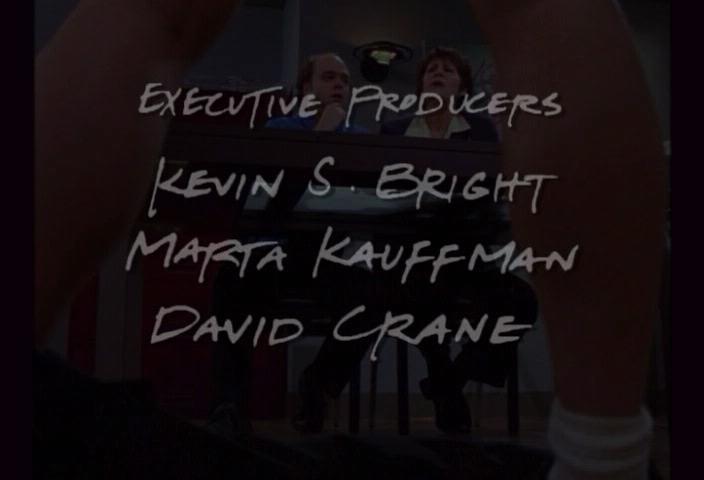 EXECUTIVE PRODUCERS
KEVIN S. BRIGHT
MARTA KAUFFMAN
DAVID CRANE